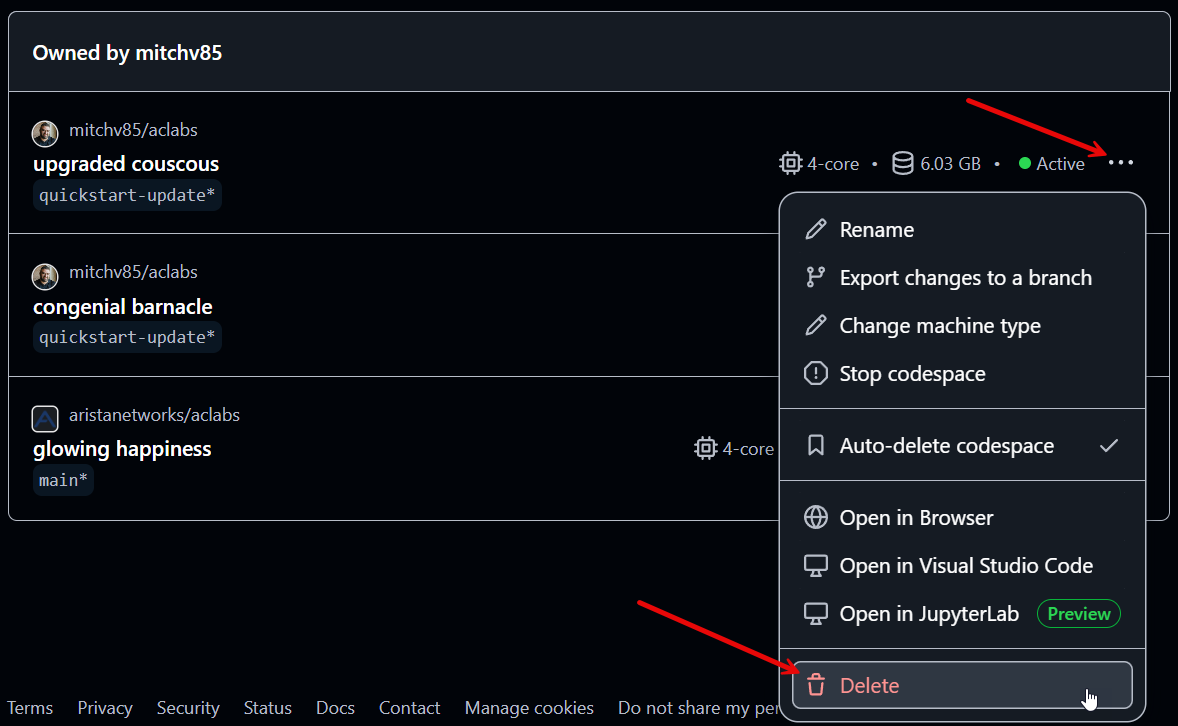 Owned by mitchv85
mitchv85/aclabs
upgraded couscous
quickstart-update*
4-core • 6.03 GB • Active ...
mitchv85/aclabs
congenial barnacle
quickstart-update*
aristanetworks/aclabs
glowing happiness
main*
4-core
Rename
Export changes to a branch
Change machine type
Stop codespace
Auto-delete codespace
Open in Browser
Open in Visual Studio Code
Open in JupyterLab Preview
Delete
Terms Privacy Security Status Docs Contact Manage cookies Do not share my per